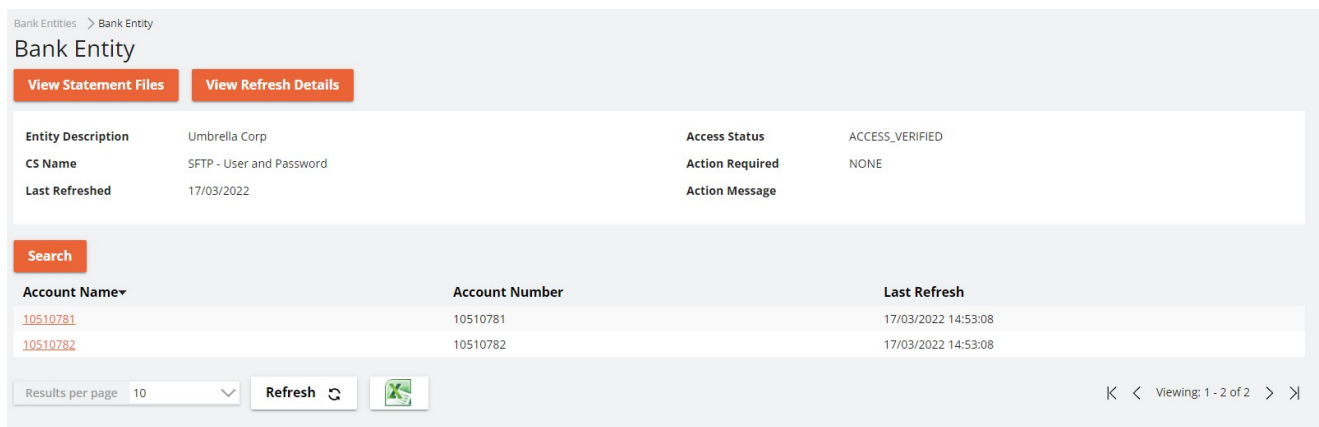 Bank Entities > Bank Entity
Bank Entity
View Statement Files View Refresh Details
Entity Description Umbrella Corp Access Status ACCESS_VERIFIED
CS Name SFTP - User and Password Action Required NONE
Last Refreshed 17/03/2022 Action Message
Search
Account Name Account Number Last Refresh
10510781 10510781 17/03/2022 14:53:08
10510782 10510782 17/03/2022 14:53:08
Results per page 10 Refresh Viewing: 1 - 2 of 2